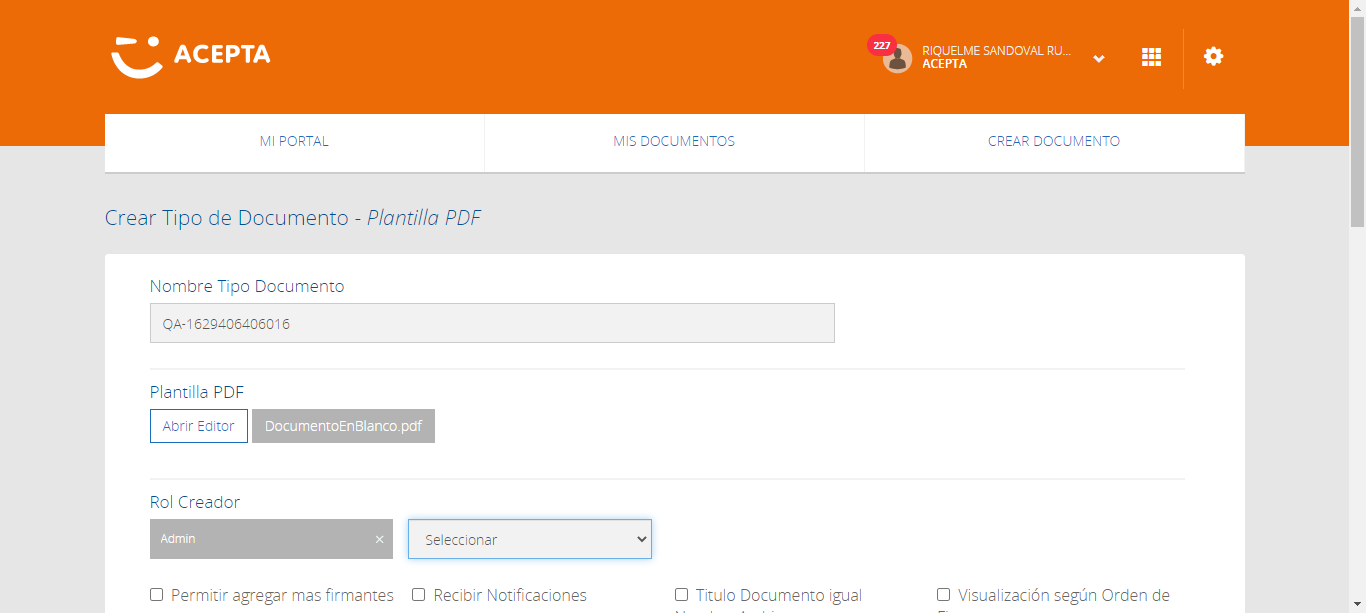 ACEPTA
227
RIQUELME SANDOVAL RU...
ACEPTA
MI PORTAL
MIS DOCUMENTOS
CREAR DOCUMENTO
Crear Tipo de Documento - Plantilla PDF
Nombre Tipo Documento
QA-1629406406016
Plantilla PDF
Abrir Editor
DocumentoEnBlanco.pdf
Rol Creador
Admin ×
Seleccionar
Permitir agregar mas firmantes
Recibir Notificaciones
Titulo Documento igual
Visualización según Orden de